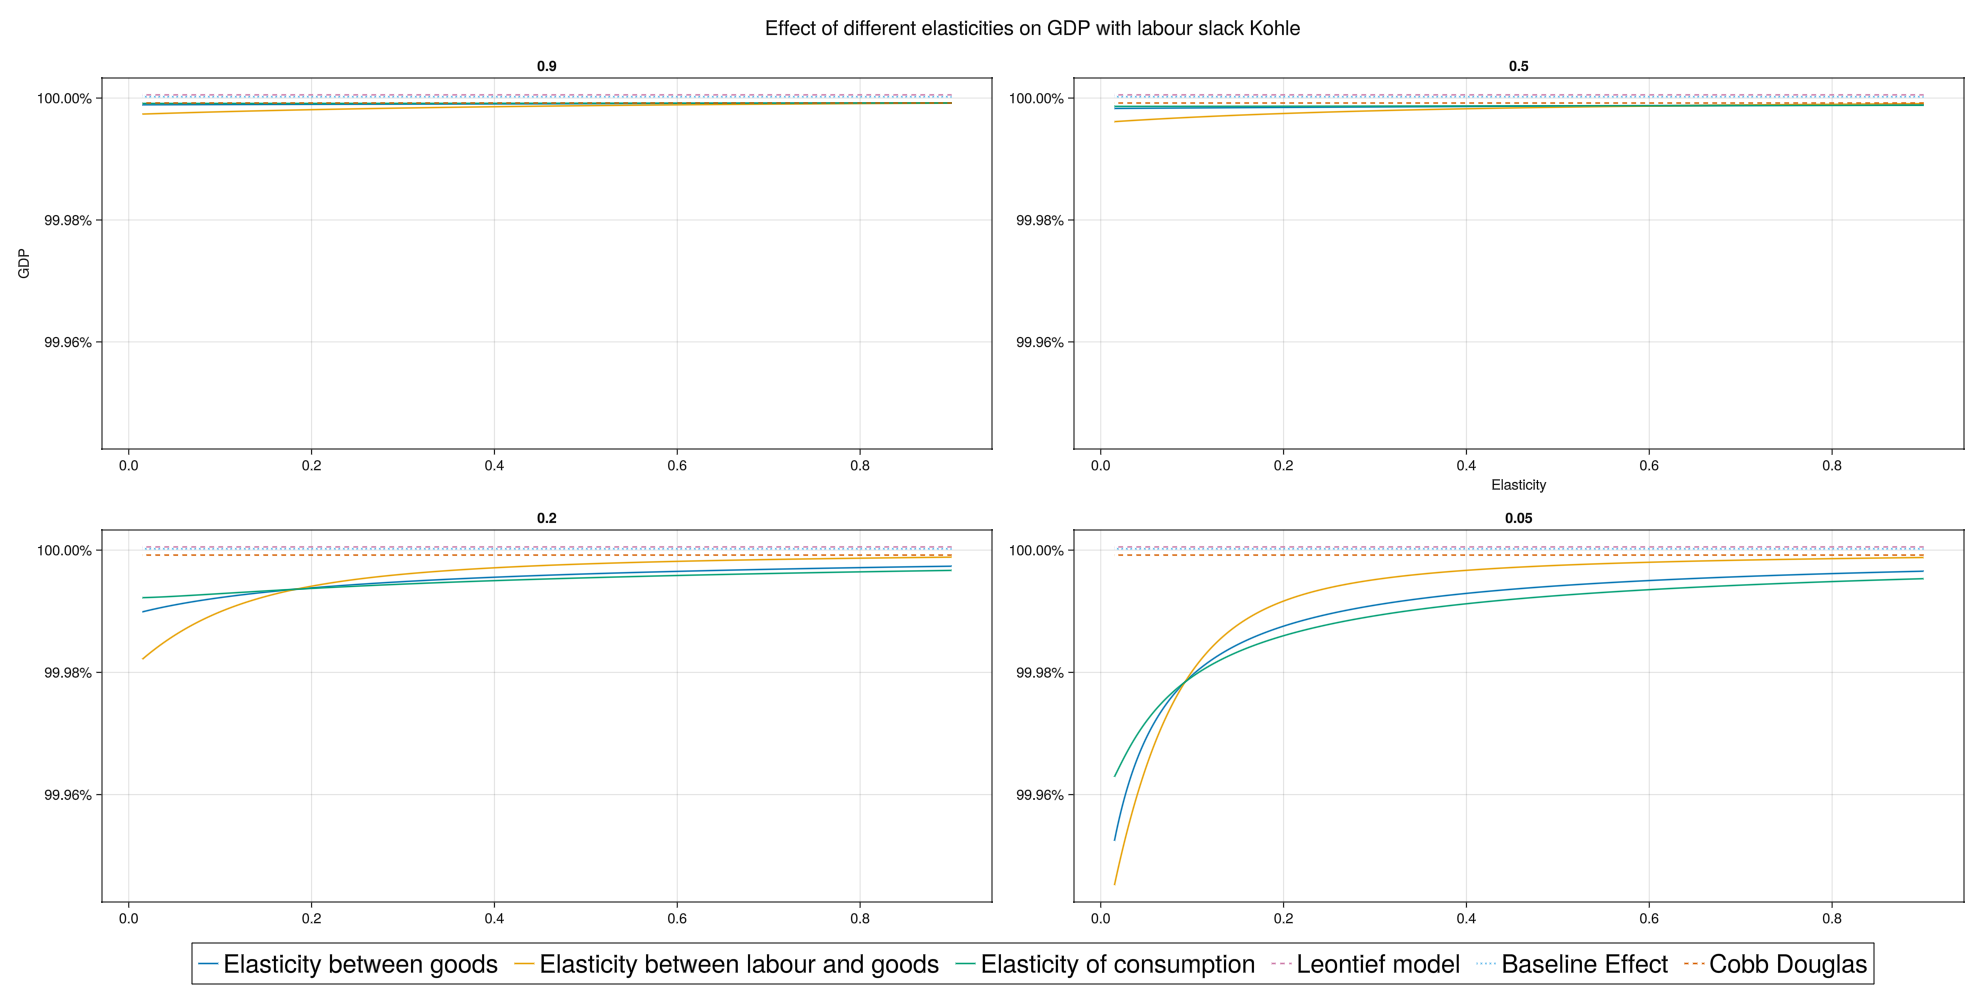 Effect of different elasticities on GDP with labour slack Kohle
0.9
100.00%
99.98%
99.96%
GDP
0.0 0.2 0.4 0.6 0.8
0.5
100.00%
99.98%
99.96%
0.0 0.2 0.4 0.6 0.8
Elasticity
0.2
100.00%
99.98%
99.96%
0.0 0.2 0.4 0.6 0.8
0.05
100.00%
99.98%
99.96%
0.0 0.2 0.4 0.6 0.8
Elasticity between goods Elasticity between labour and goods Elasticity of consumption Leontief model Baseline Effect Cobb Douglas